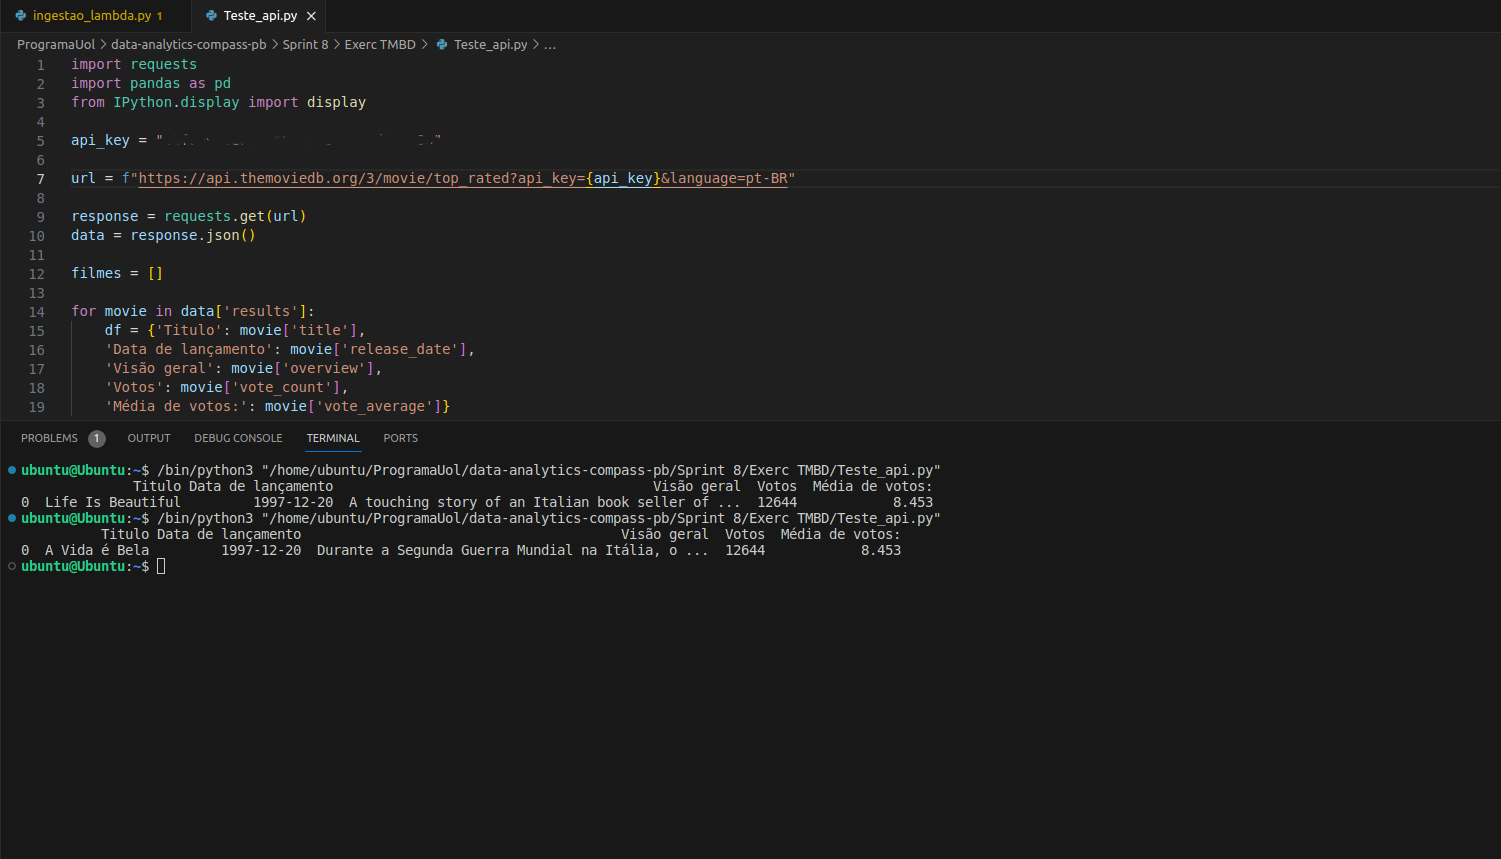 ingestao_lambda.py 1
Teste_api.py
ProgramaUol > data-analytics-compass-pb > Sprint 8 > Exerc TMBD > Teste_api.py > ...
1 import requests
2 import pandas as pd
3 from IPython.display import display
4
5 api_key = " "
6
7 url = f"https://api.themoviedb.org/3/movie/top_rated?api_key={api_key}&language=pt-BR"
8
9 response = requests.get(url)
10 data = response.json()
11
12 filmes = []
13
14 for movie in data['results']:
15 df = {'Titulo': movie['title'],
16 'Data de lançamento': movie['release_date'],
17 'Visão geral': movie['overview'],
18 'Votos': movie['vote_count'],
19 'Média de votos:': movie['vote_average']}
PROBLEMS 1 OUTPUT DEBUG CONSOLE TERMINAL PORTS
ubuntu@Ubuntu:~$ /bin/python3 "/home/ubuntu/ProgramaUol/data-analytics-compass-pb/Sprint 8/Exerc TMBD/Teste_api.py"
Titulo Data de lançamento Visão geral Votos Média de votos:
0 Life Is Beautiful 1997-12-20 A touching story of an Italian book seller of ... 12644 8.453
ubuntu@Ubuntu:~$ /bin/python3 "/home/ubuntu/ProgramaUol/data-analytics-compass-pb/Sprint 8/Exerc TMBD/Teste_api.py"
Titulo Data de lançamento Visão geral Votos Média de votos:
0 A Vida é Bela 1997-12-20 Durante a Segunda Guerra Mundial na Itália, o ... 12644 8.453
ubuntu@Ubuntu:~$